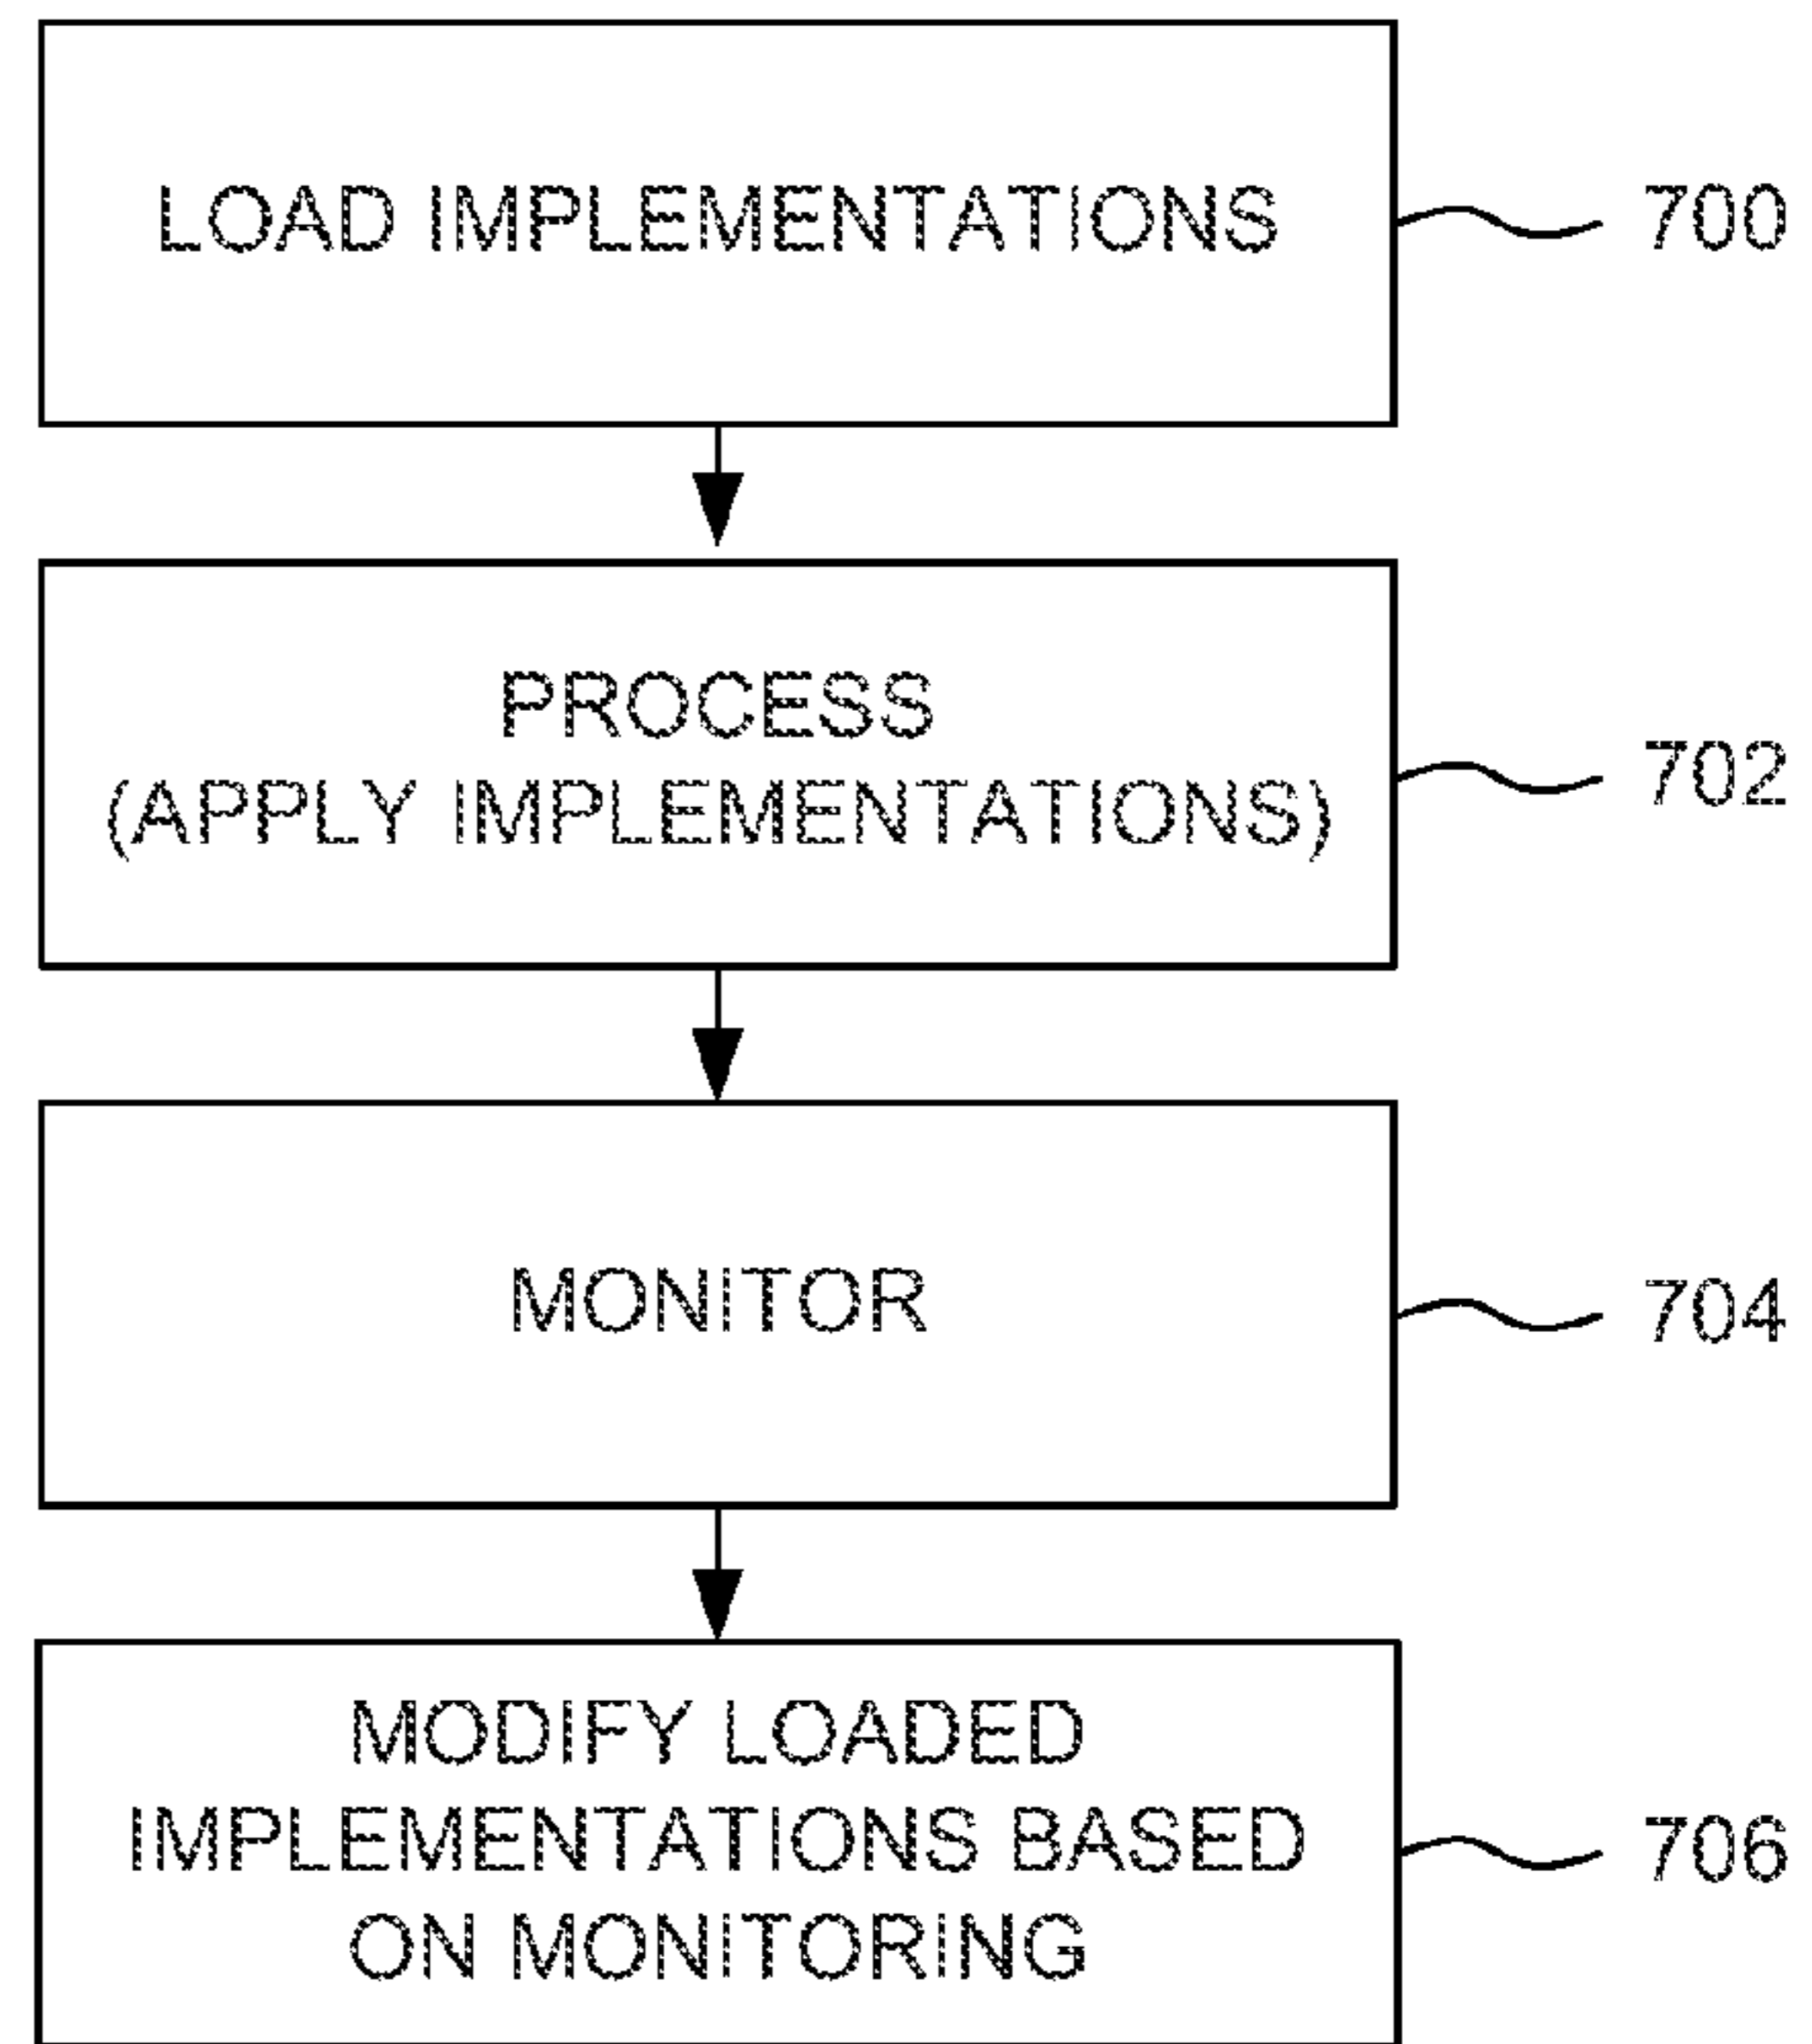 LOAD IMPLEMENTATIONS
700
PROCESS
(APPLY IMPLEMENTATIONS)
702
MONITOR
704
MODIFY LOADED
IMPLEMENTATIONS BASED
ON MONITORING
706